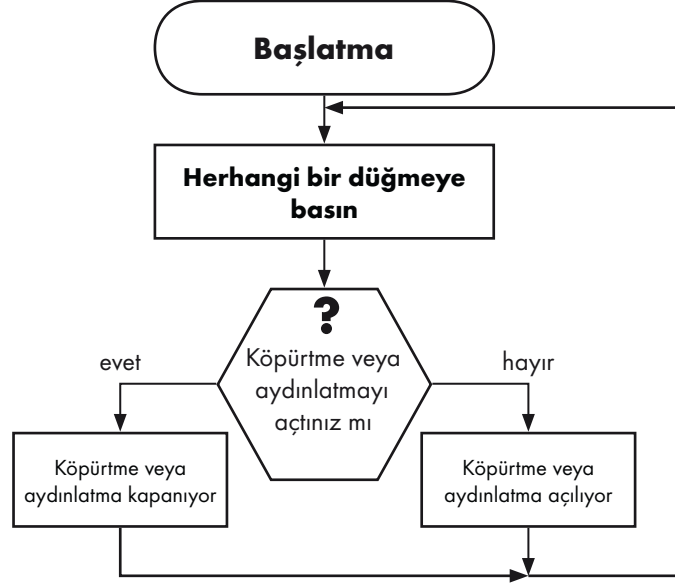 Başlatma
Herhangi bir düğmeye
basın
?
Köpürtme veya
aydınlatmayı
açtınız mı
evet
hayır
Köpürtme veya
aydınlatma kapanıyor
Köpürtme veya
aydınlatma açılıyor